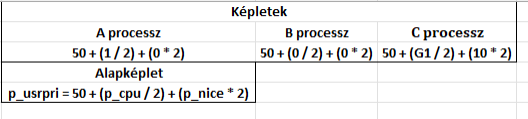 Képletek
A processz B processz C processz
50 + (1 / 2) + (0 * 2) 50 + (0 / 2) + (0 * 2) 50 + (G1 / 2) + (10 * 2)
Alapképlet
p_usrpri = 50 + (p_cpu / 2) + (p_nice * 2)